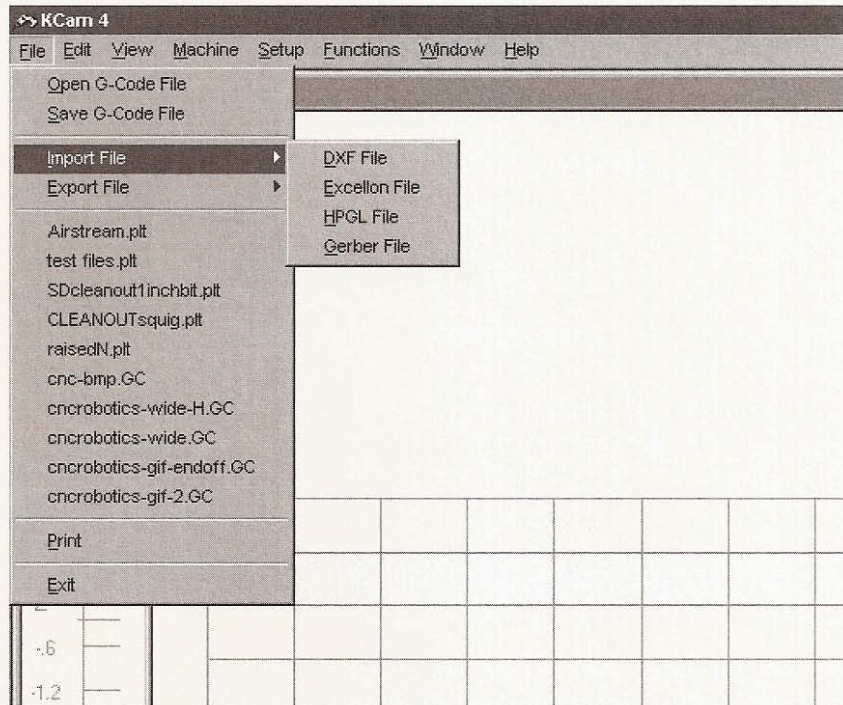 KCam 4
File Edit View Machine Setup Functions Window Help
Open G-Code File
Save G-Code File
Import File
Export File
DXF File
Excellon File
HPGL File
Gerber File
Airstream.plt
test files.plt
SDcleanout1inchbit.plt
CLEANOUTsquig.plt
raisedN.plt
cnc-bmp.GC
cncrobotics-wide-H.GC
cncrobotics-wide.GC
cncrobotics-gif-endoff.GC
cncrobotics-gif-2.GC
Print
Exit
-.6
-1.2